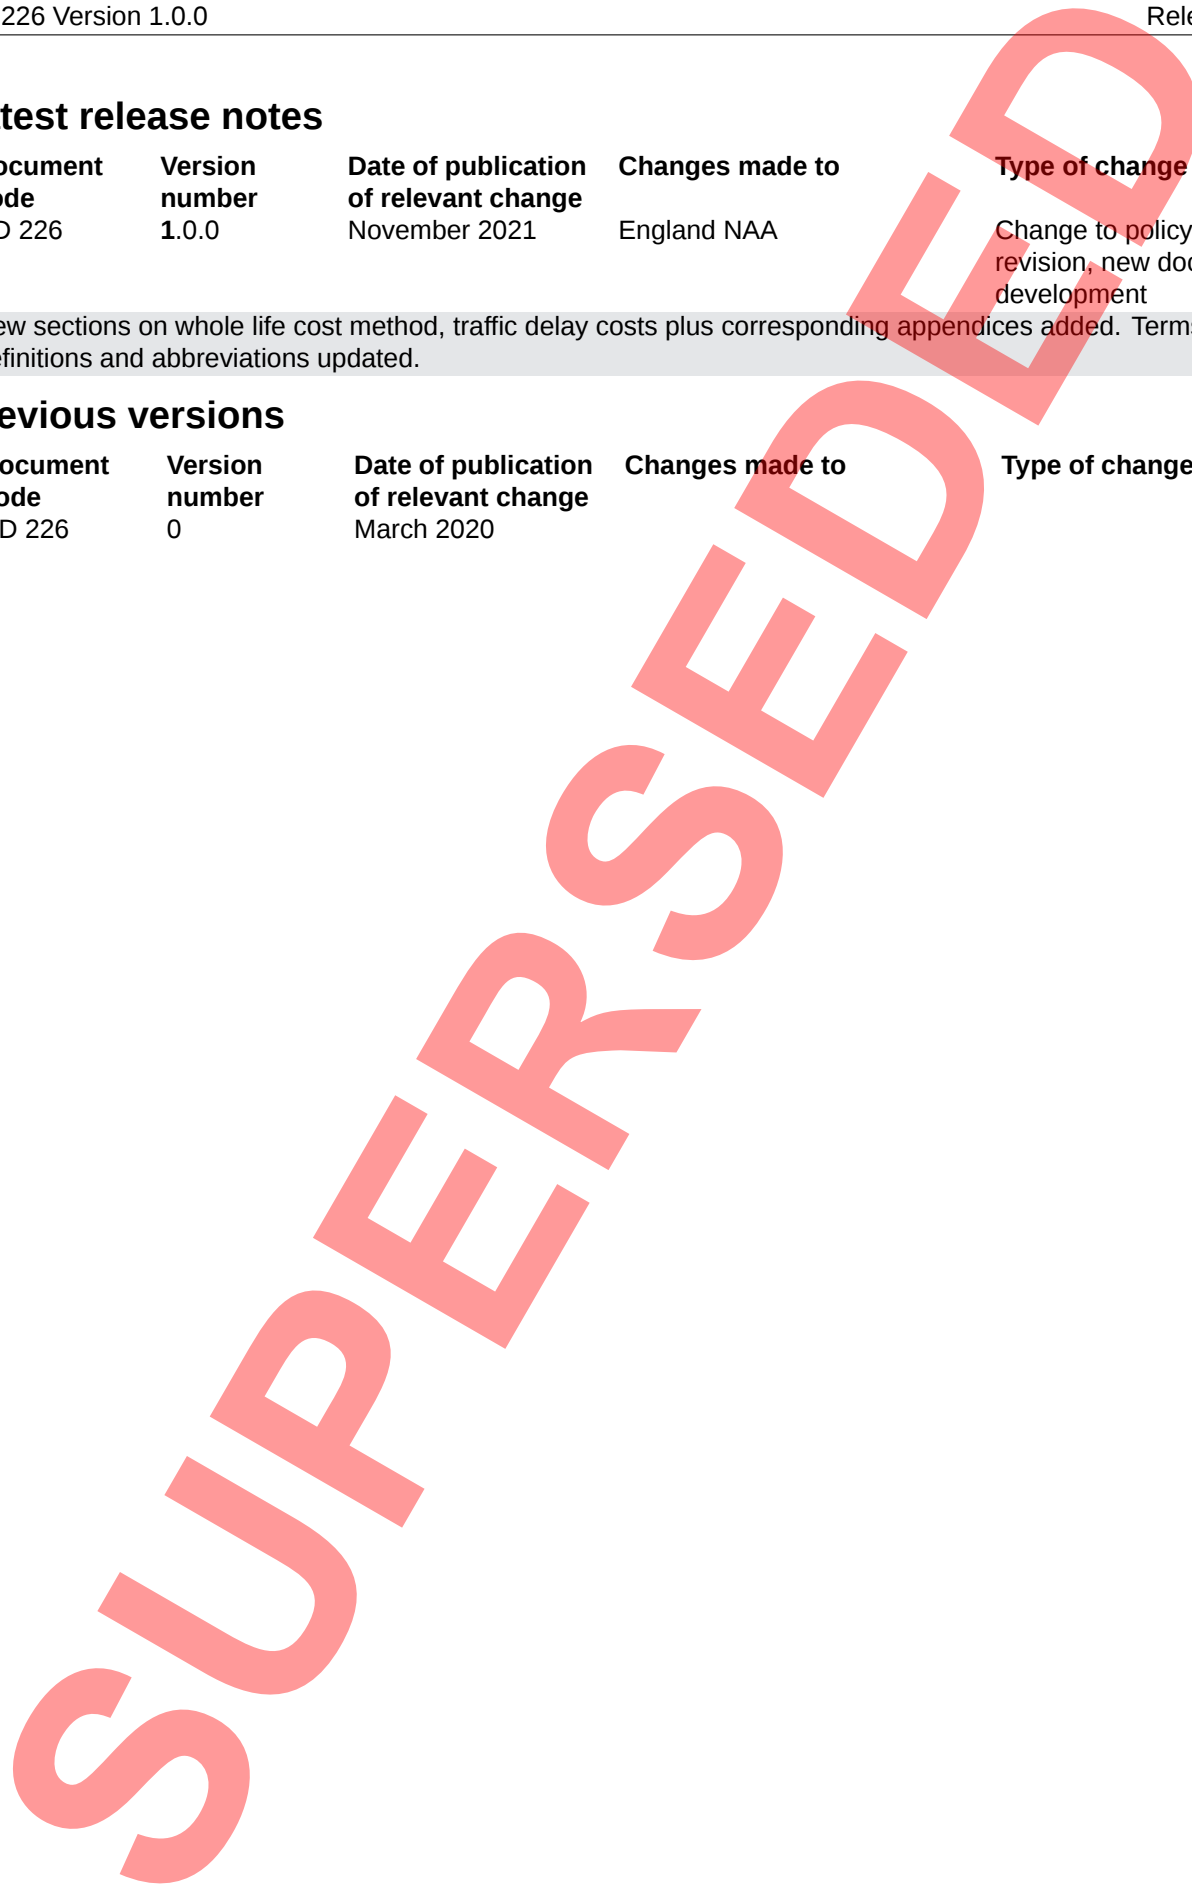 226 Version 1.0.0 Rele
test release notes
ocument Version Date of publication Changes made to Type of change
ode number of relevant change
D 226 1.0.0 November 2021 England NAA Change to policy
revision, new doc
development
ew sections on whole life cost method, traffic delay costs plus corresponding appendices added. Terms
efinitions and abbreviations updated.
evious versions
ocument Version Date of publication Changes made to Type of change
ode number of relevant change
D 226 0 March 2020
SUPERSEDED